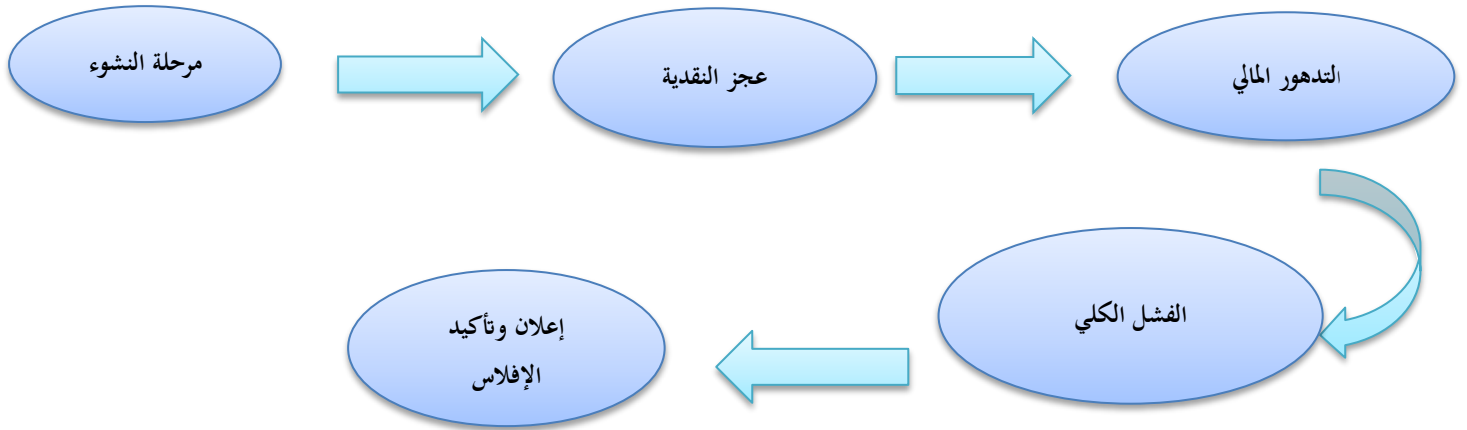 مرحلة النشوء
عجز النقدية
التدهور المالي
الفشل الكلي
إعلان وتأكيد
الإفلاس